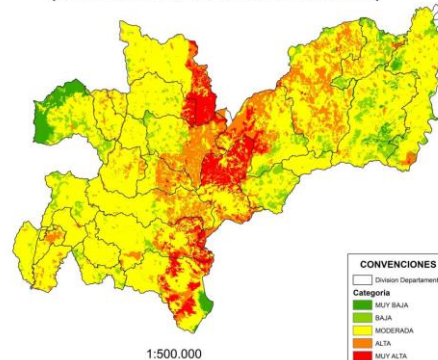 1:500.000
CONVENCIONES
Division Departament
Categoria
MUY BAJA
BAJA
MODERADA
ALTA
MUY ALTA